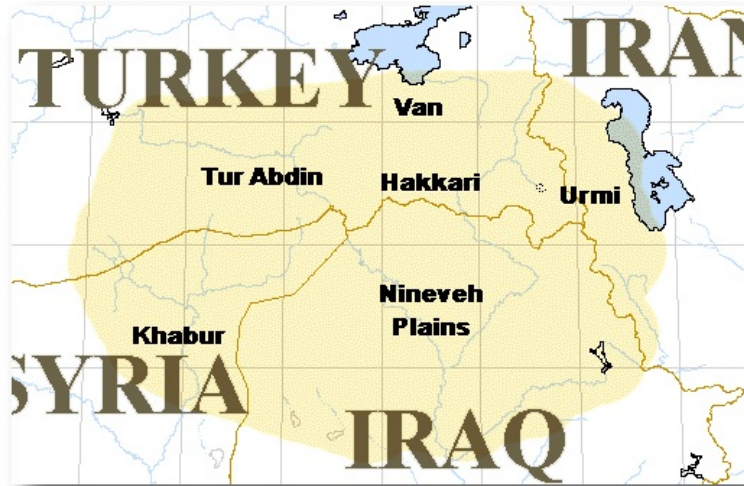 TURKEY
IRAN
Van
Tur Abdin
Hakkari
Urmi
Nineveh
Plains
Khabur
SYRIA
IRAQ